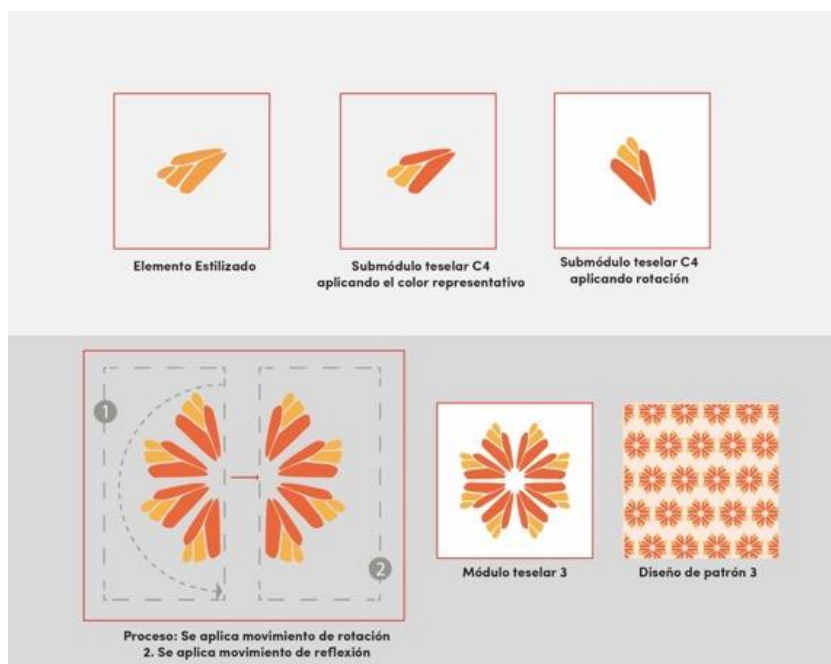 Elemento Estilizado
Submódulo teselar C4
aplicando el color representativo
Submódulo teselar C4
aplicando rotación
1
2
Proceso: Se aplica movimiento de rotación
2. Se aplica movimiento de reflexión
Módulo teselar 3
Diseño de patrón 3